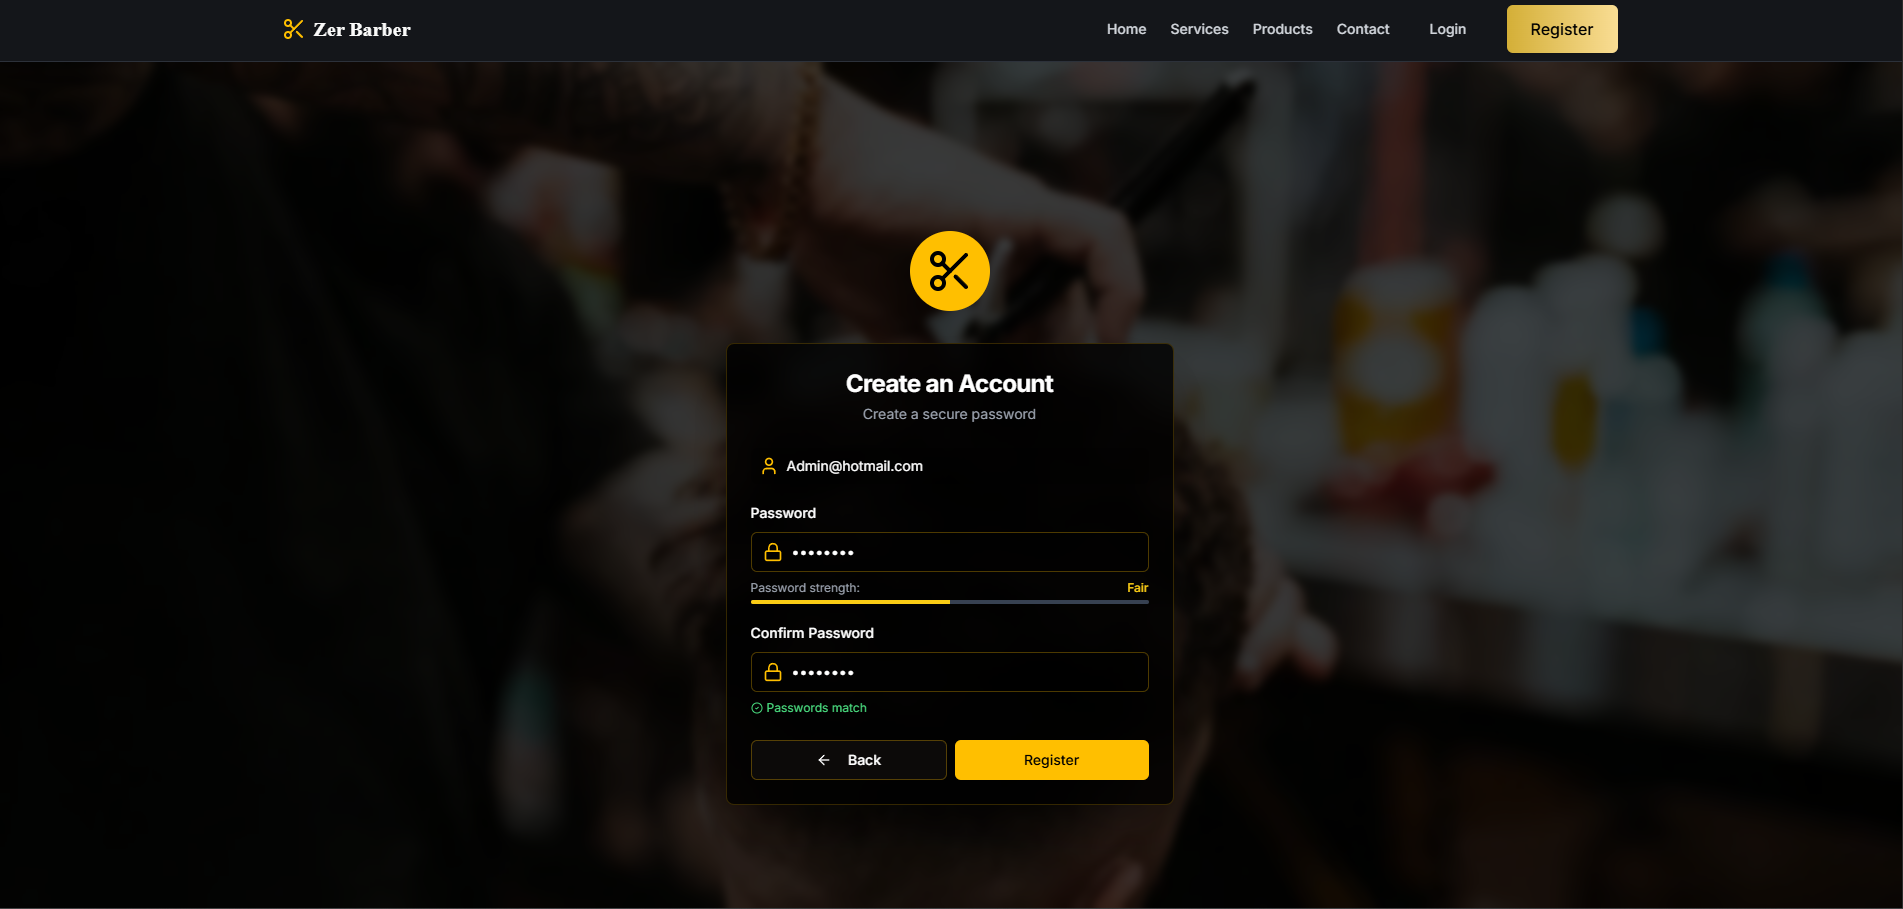 Zer Barber
Home Services Products Contact Login Register
Create an Account
Create a secure password
Admin@hotmail.com
Password
••••••••
Password strength: Fair
Confirm Password
••••••••
Passwords match
Back Register